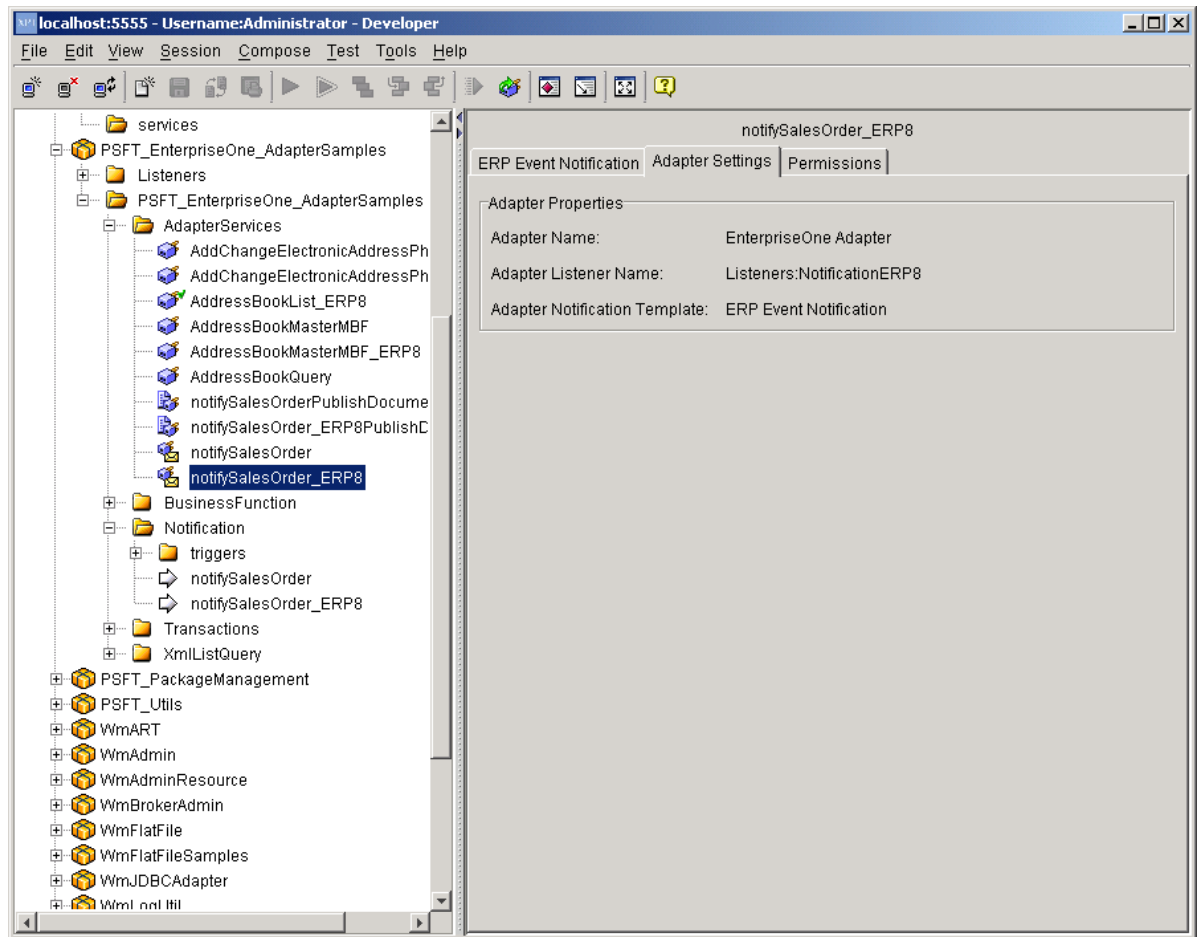 localhost:5555 - Username:Administrator - Developer
File Edit View Session Compose Test Tools Help
services
PSFT_EnterpriseOne_AdapterSamples
Listeners
PSFT_EnterpriseOne_AdapterSamples
AdapterServices
AddChangeElectronicAddressPh
AddChangeElectronicAddressPh
AddressBookList_ERP8
AddressBookMasterMBF
AddressBookMasterMBF_ERP8
AddressBookQuery
notifySalesOrderPublishDocume
notifySalesOrder_ERP8PublishD
notifySalesOrder
notifySalesOrder_ERP8
BusinessFunction
Notification
triggers
notifySalesOrder
notifySalesOrder_ERP8
Transactions
XmlListQuery
PSFT_PackageManagement
PSFT_Utils
WmART
WmAdmin
WmAdminResource
WmBrokerAdmin
WmFlatFile
WmFlatFileSamples
WmJDBCAdapter
WmLogUtil
notifySalesOrder_ERP8
ERP Event Notification Adapter Settings Permissions
Adapter Properties
Adapter Name: EnterpriseOne Adapter
Adapter Listener Name: Listeners:NotificationERP8
Adapter Notification Template: ERP Event Notification